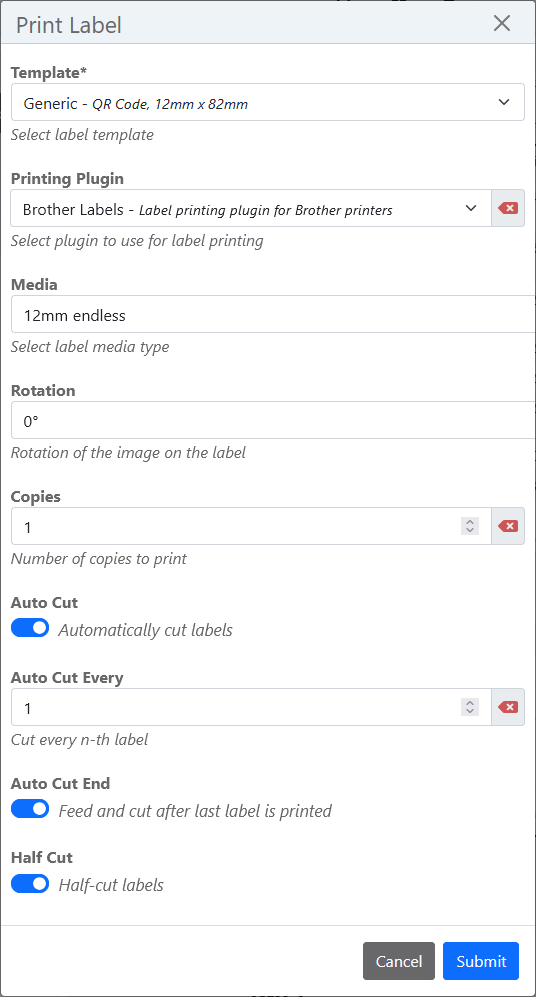 Print Label
Template*
Generic - QR Code, 12mm x 82mm
Select label template
Printing Plugin
Brother Labels - Label printing plugin for Brother printers
Select plugin to use for label printing
Media
12mm endless
Select label media type
Rotation
0°
Rotation of the image on the label
Copies
1
Number of copies to print
Auto Cut
Automatically cut labels
Auto Cut Every
1
Cut every n-th label
Auto Cut End
Feed and cut after last label is printed
Half Cut
Half-cut labels
Cancel Submit